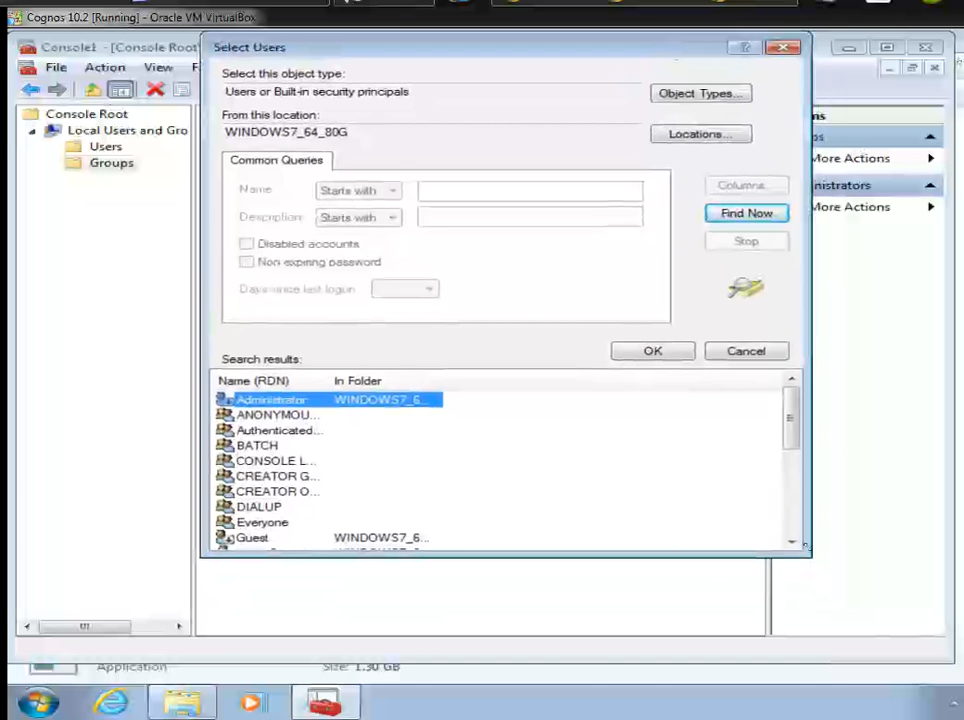 Cognos 10.2 [Running] - Oracle VM VirtualBox
Console1 - [Console Root\
Select Users
File Action View F
Select this object type:
Users or Built-in security principals
Object Types...
From this location:
WINDOWS7_64_80G
Locations...
Console Root
Local Users and Gro
Users
Groups
Common Queries
Name: Starts with
Description: Starts with
Disabled accounts
Non expiring password
Days since last logon:
Columns...
Find Now
Stop
OK Cancel
Search results:
Name (RDN) In Folder
Administrator WINDOWS7_6...
ANONYMOU...
Authenticated...
BATCH
CONSOLE L...
CREATOR G...
CREATOR O...
DIALUP
Everyone
Guest WINDOWS7_6...
ns
s
More Actions
nistrators
More Actions
Application Size: 1.30 GB